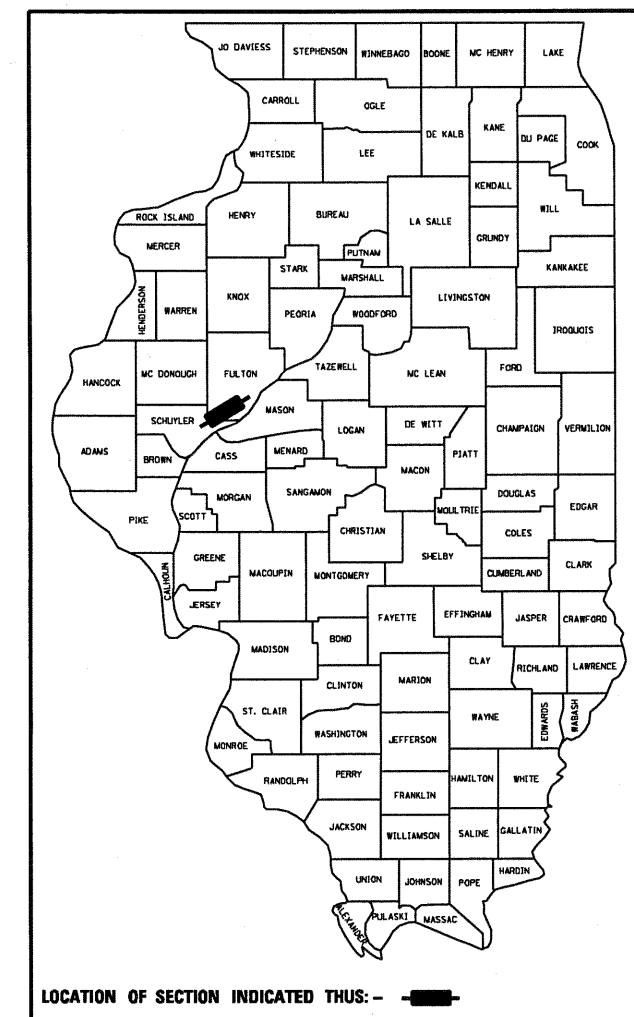 JO DAVIESS STEPHENSON WINNEBAGO BOONE MC HENRY LAKE
CARROLL OGLE DE KALB KANE DU PAGE COOK
WHITESIDE LEE
KENDALL WILL
ROCK ISLAND HENRY BUREAU LA SALLE GRUNDY
MERCER PUTNAM
STARK MARSHALL KANKAKEE
HENDERSON WARREN KNOX PEORIA WOODFORD LIVINGSTON IROQUOIS
HANCOCK MC DONOUGH FULTON TAZEWELL MC LEAN FORD
SCHUYLER MASON LOGAN DE WITT CHAMPAIGN VERMILION
ADAMS BROWN CASS MENARD MACON PIATT
PIKE SCOTT MORGAN SANGAMON MOULTRIE DOUGLAS EDGAR
CHRISTIAN COLES
GREENE MACOUPIN MONTGOMERY SHELBY CUMBERLAND CLARK
CALHOUN JERSEY
FAYETTE EFFINGHAM JASPER CRAWFORD
MADISON BOND CLAY RICHLAND LAWRENCE
CLINTON MARION
ST. CLAIR WAYNE EDWARDS WABASH
MONROE WASHINGTON JEFFERSON
RANDOLPH PERRY HAMILTON WHITE
FRANKLIN
JACKSON WILLIAMSON SALINE GALLATIN
UNION JOHNSON POPE HARDIN
ALEXANDER PULASKI MASSAC
LOCATION OF SECTION INDICATED THUS: -